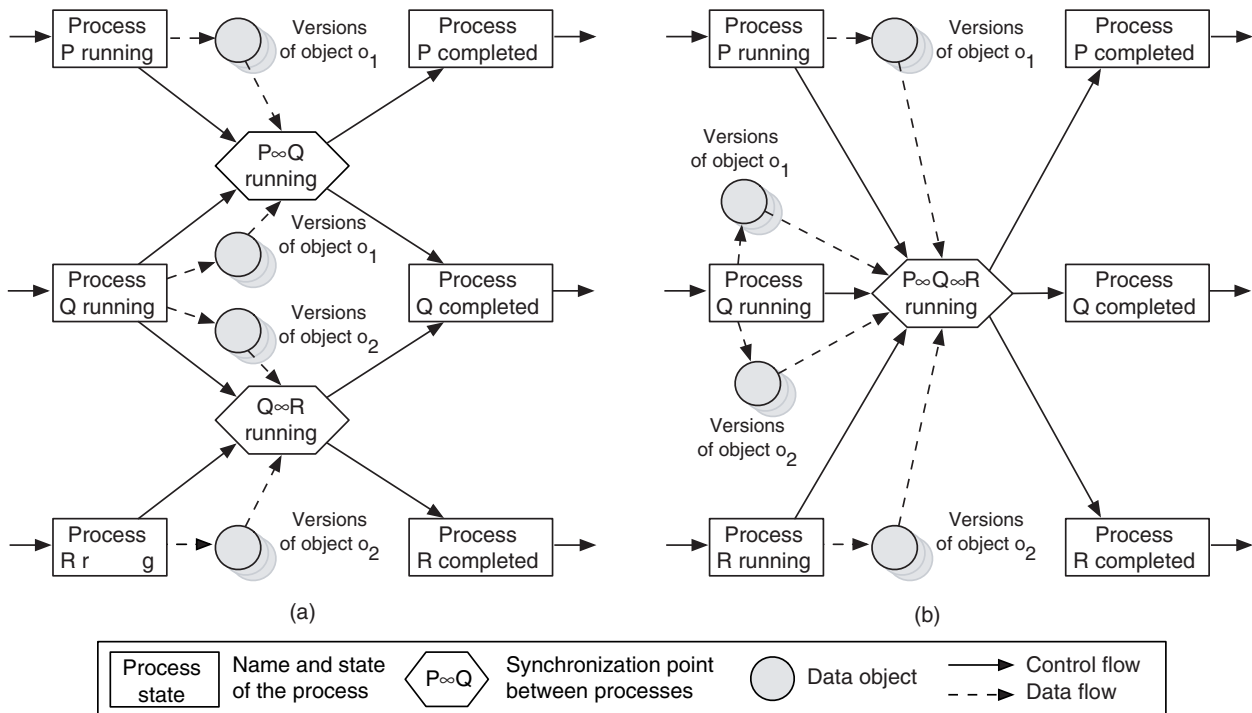 Process
P running
Versions
of object o1
Process
P completed
P∞Q
running
Versions
of object o1
Process
Q running
Process
Q completed
Versions
of object o2
Q∞R
running
Process
R r g
Versions
of object o2
Process
R completed
(a)
Process
P running
Versions
of object o1
Process
P completed
Versions
of object o1
Process
Q running
P∞Q∞R
running
Process
Q completed
Versions
of object o2
Process
R running
Versions
of object o2
Process
R completed
(b)
Process
state
Name and state
of the process
P∞Q
Synchronization point
between processes
Data object
Control flow
Data flow